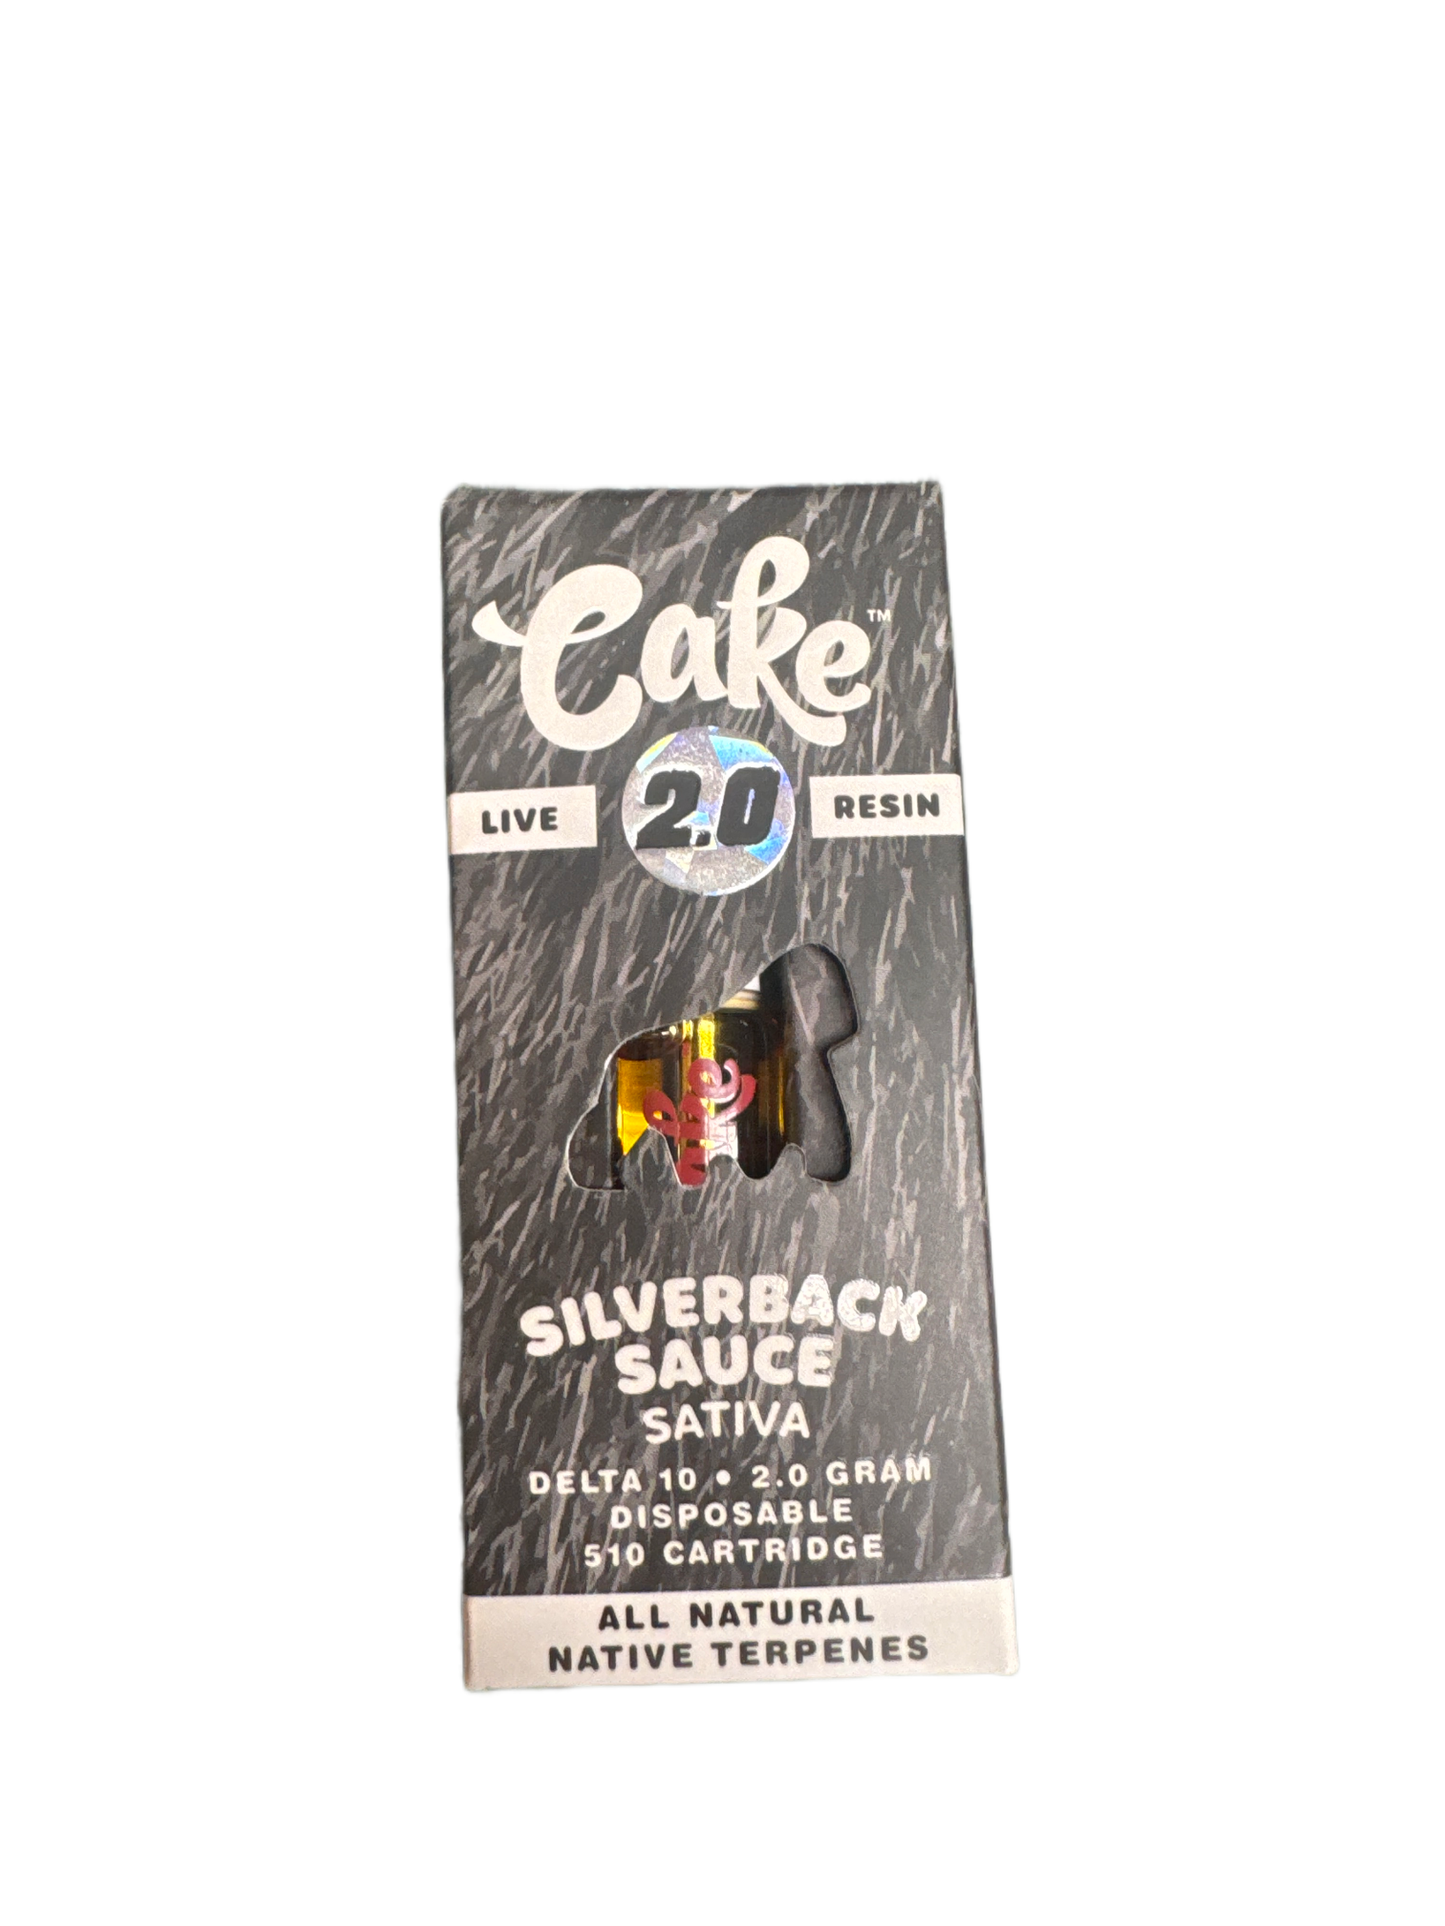 Cake™
LIVE 2.0 RESIN
SILVERBACK
SAUCE
SATIVA
DELTA 10 • 2.0 GRAM
DISPOSABLE
510 CARTRIDGE
ALL NATURAL
NATIVE TERPENES